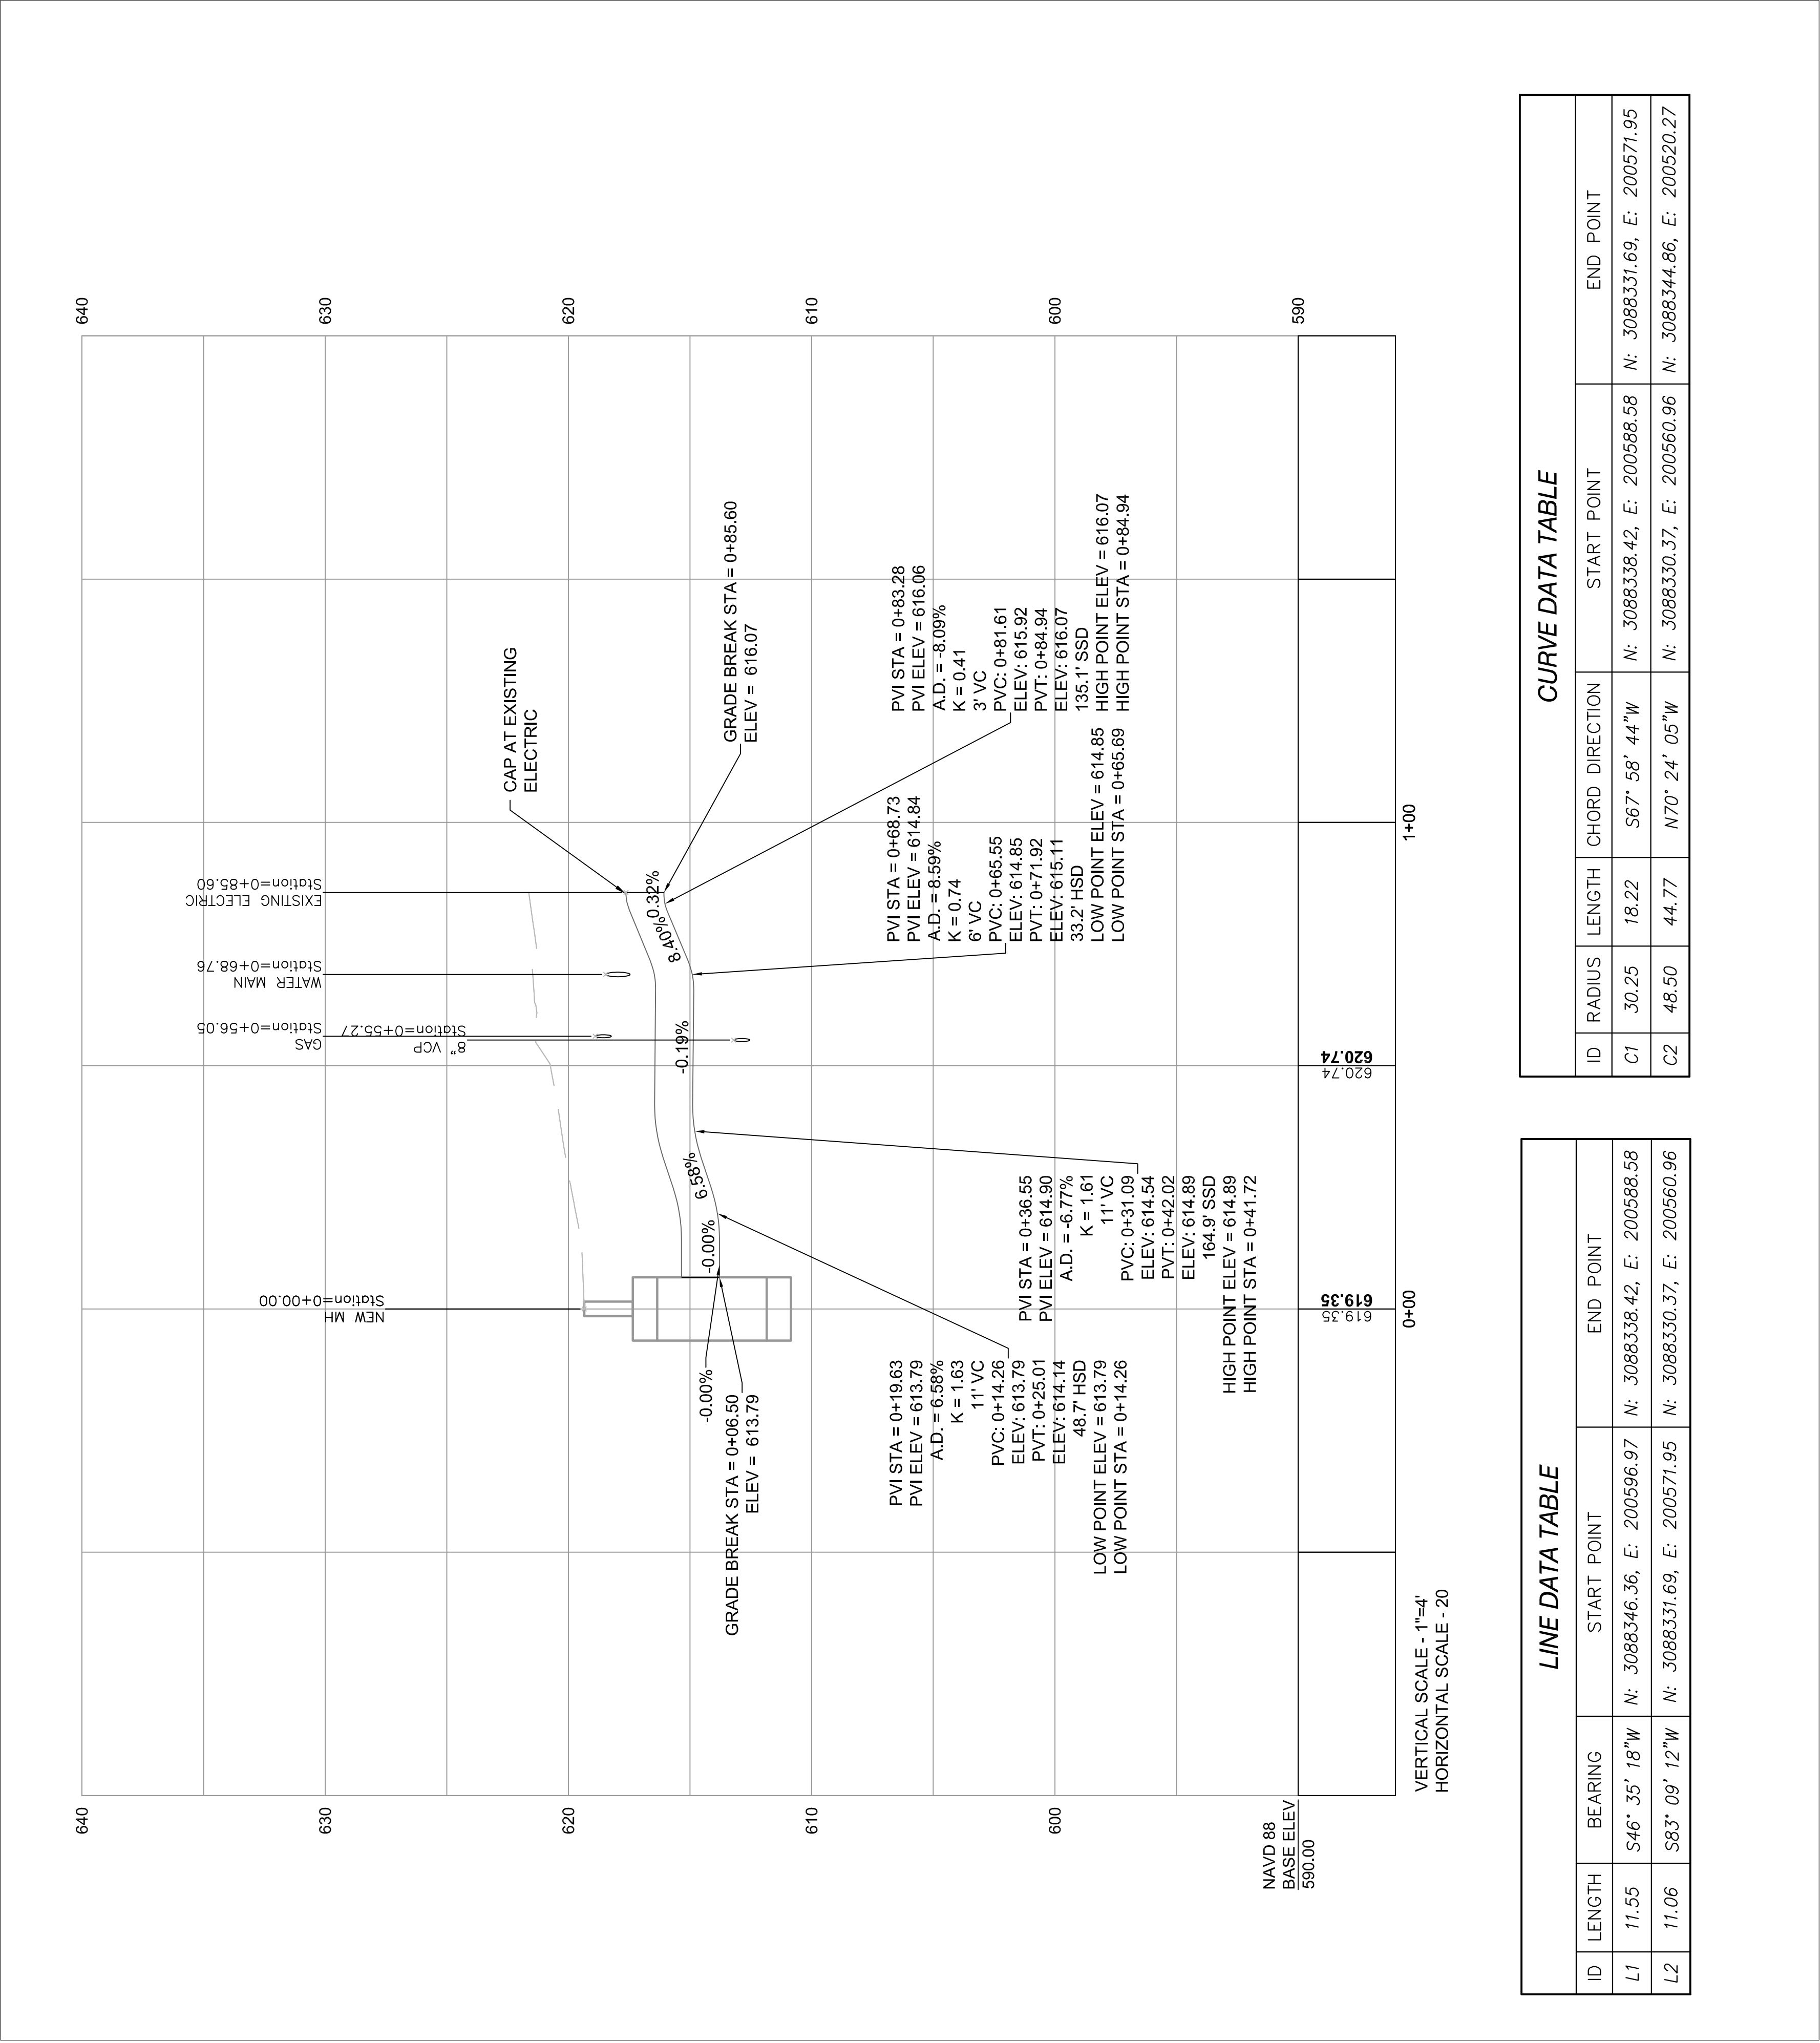 640
630
620
610
600
590
640
630
620
610
600
NAVD 88
BASE ELEV
590.00
NEW MH
Station=0+00.00
8" VCP
Station=0+55.27
GAS
Station=0+56.05
WATER MAIN
Station=0+68.76
EXISTING ELECTRIC
Station=0+85.60
CAP AT EXISTING
ELECTRIC
GRADE BREAK STA = 0+85.60
ELEV = 616.07
-0.00%
GRADE BREAK STA = 0+06.50
ELEV = 613.79
-0.00%
6.58%
-0.19%
8.40%
0.32%
PVI STA = 0+19.63
PVI ELEV = 613.79
A.D. = 6.58%
K = 1.63
11' VC
PVC: 0+14.26
ELEV: 613.79
PVT: 0+25.01
ELEV: 614.14
48.7' HSD
LOW POINT ELEV = 613.79
LOW POINT STA = 0+14.26
PVI STA = 0+36.55
PVI ELEV = 614.90
A.D. = -6.77%
K = 1.61
11' VC
PVC: 0+31.09
ELEV: 614.54
PVT: 0+42.02
ELEV: 614.89
164.9' SSD
HIGH POINT ELEV = 614.89
HIGH POINT STA = 0+41.72
PVI STA = 0+68.73
PVI ELEV = 614.84
A.D. = 8.59%
K = 0.74
6' VC
PVC: 0+65.55
ELEV: 614.85
PVT: 0+71.92
ELEV: 615.11
33.2' HSD
LOW POINT ELEV = 614.85
LOW POINT STA = 0+65.69
PVI STA = 0+83.28
PVI ELEV = 616.06
A.D. = -8.09%
K = 0.41
3' VC
PVC: 0+81.61
ELEV: 615.92
PVT: 0+84.94
ELEV: 616.07
135.1' SSD
HIGH POINT ELEV = 616.07
HIGH POINT STA = 0+84.94
619.35
619.35
620.74
620.74
0+00
1+00
VERTICAL SCALE - 1"=4'
HORIZONTAL SCALE - 20
LINE DATA TABLE
ID LENGTH BEARING START POINT END POINT
L1 11.55 S46° 35' 18"W N: 3088346.36, E: 200596.97 N: 3088338.42, E: 200588.58
L2 11.06 S83° 09' 12"W N: 3088331.69, E: 200571.95 N: 3088330.37, E: 200560.96
CURVE DATA TABLE
ID RADIUS LENGTH CHORD DIRECTION START POINT END POINT
C1 30.25 18.22 S67° 58' 44"W N: 3088338.42, E: 200588.58 N: 3088331.69, E: 200571.95
C2 48.50 44.77 N70° 24' 05"W N: 3088330.37, E: 200560.96 N: 3088344.86, E: 200520.27